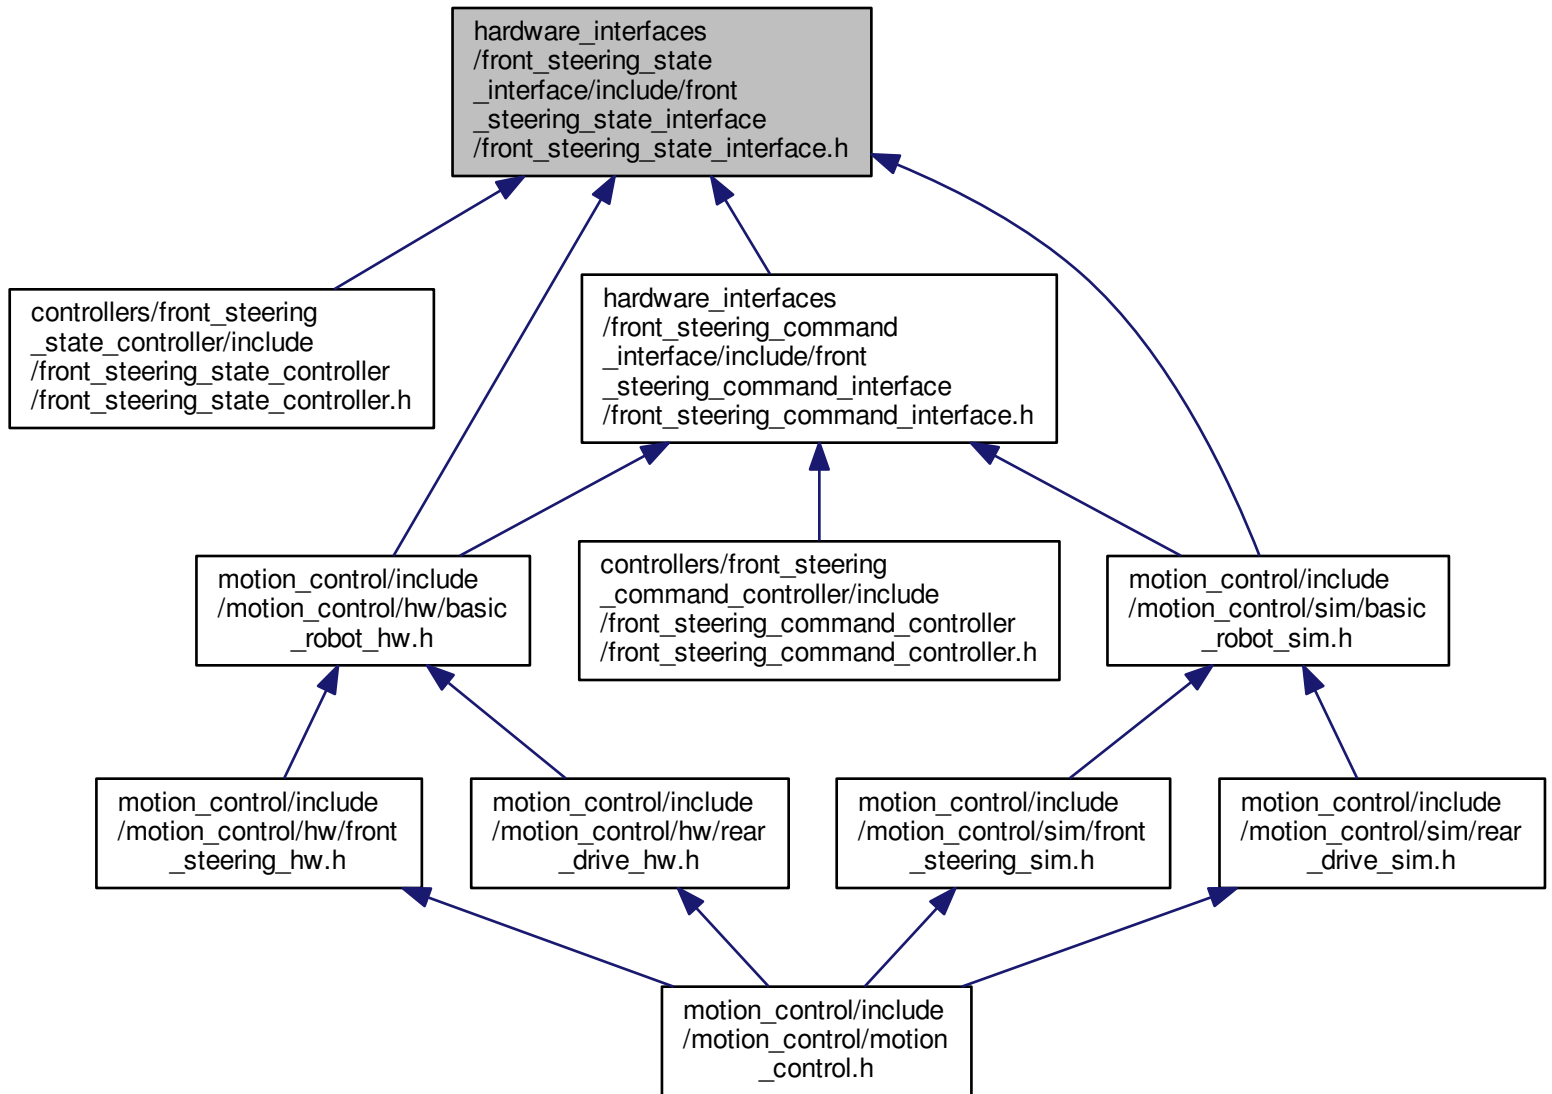 hardware_interfaces
/front_steering_state
_interface/include/front
_steering_state_interface
/front_steering_state_interface.h
controllers/front_steering
_state_controller/include
/front_steering_state_controller
/front_steering_state_controller.h
hardware_interfaces
/front_steering_command
_interface/include/front
_steering_command_interface
/front_steering_command_interface.h
motion_control/include
/motion_control/hw/basic
_robot_hw.h
controllers/front_steering
_command_controller/include
/front_steering_command_controller
/front_steering_command_controller.h
motion_control/include
/motion_control/sim/basic
_robot_sim.h
motion_control/include
/motion_control/hw/front
_steering_hw.h
motion_control/include
/motion_control/hw/rear
_drive_hw.h
motion_control/include
/motion_control/sim/front
_steering_sim.h
motion_control/include
/motion_control/sim/rear
_drive_sim.h
motion_control/include
/motion_control/motion
_control.h